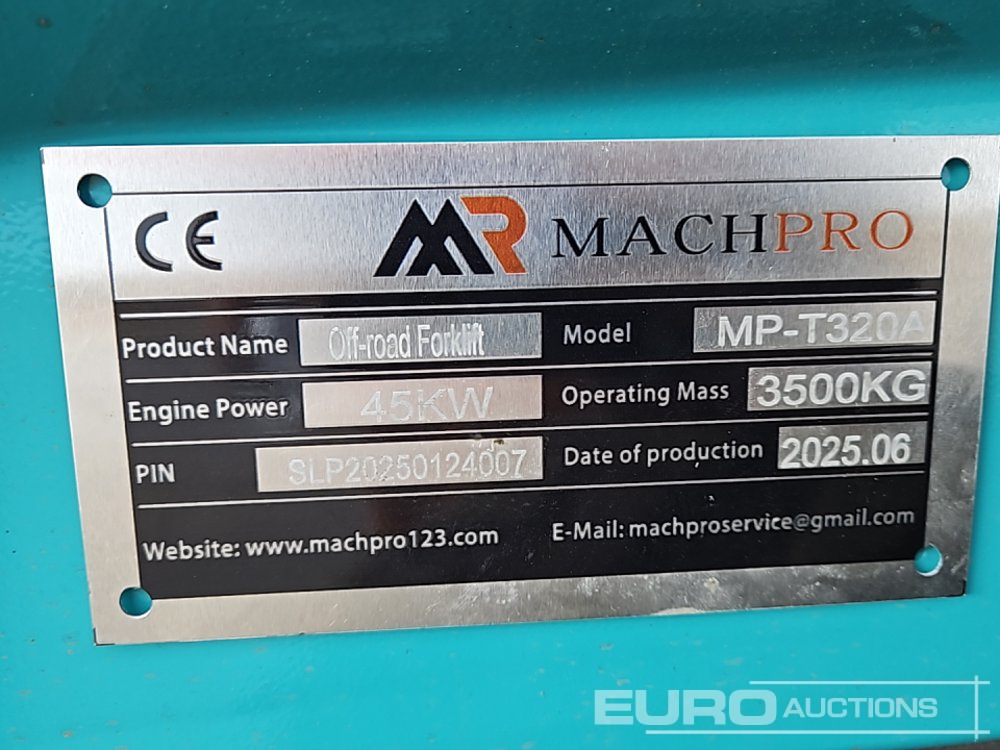 CE MR MACHPRO
Product Name Off-road Forklift Model MP-T320A
Engine Power 45KW Operating Mass 3500KG
PIN SLP20250124007 Date of production 2025.06
Website: www.machpro123.com E-Mail: machproservice@gmail.com
EURO AUCTIONS